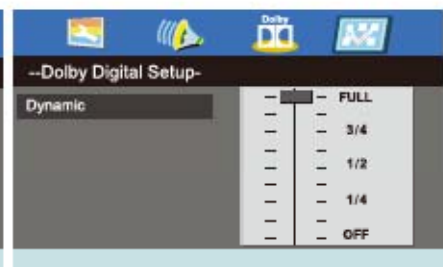 Dolby
--Dolby Digital Setup-
Dynamic
FULL
3/4
1/2
1/4
OFF